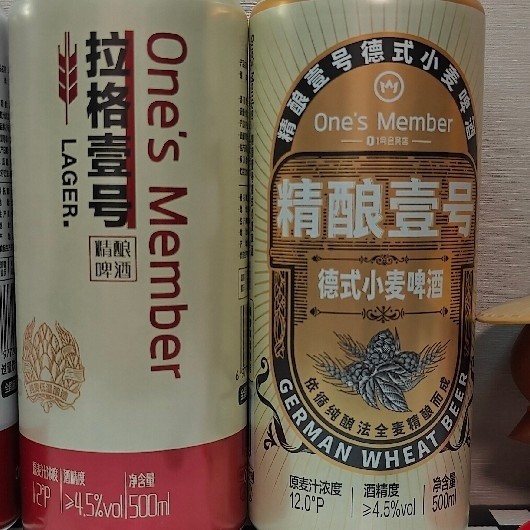 One's Member
拉格壹号
LAGER.
精酿
啤酒
原麦汁浓度 酒精度 净含量
12°P ≥4.5%vol 500ml
精酿壹号德式小麦啤酒
One's Member
1号会员店
精酿壹号
德式小麦啤酒
依循纯酿法全麦精酿而成
GERMAN WHEAT BEER
原麦汁浓度 酒精度 净含量
12.0°P ≥4.5%vol 500ml